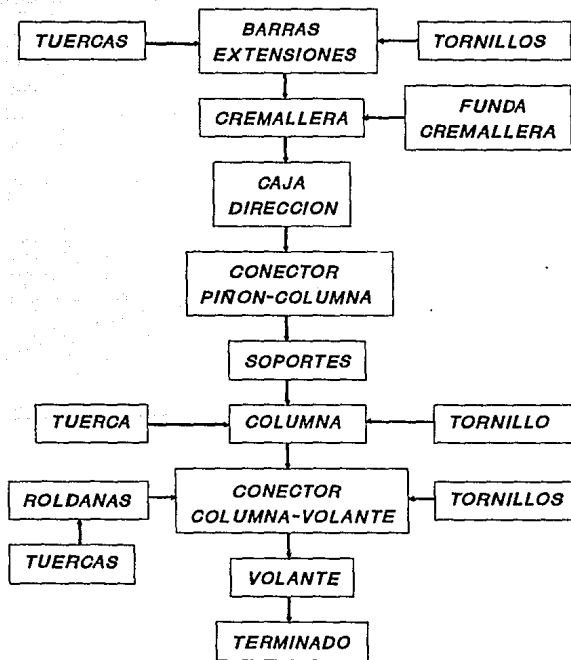 TUERCAS
BARRAS
EXTENSIONES
TORNILLOS
CREMALLERA
FUNDA
CREMALLERA
CAJA
DIRECCION
CONECTOR
PIÑON-COLUMNA
SOPORTES
TUERCA
COLUMNA
TORNILLO
ROLDANAS
CONECTOR
COLUMNA-VOLANTE
TORNILLOS
TUERCAS
VOLANTE
TERMINADO